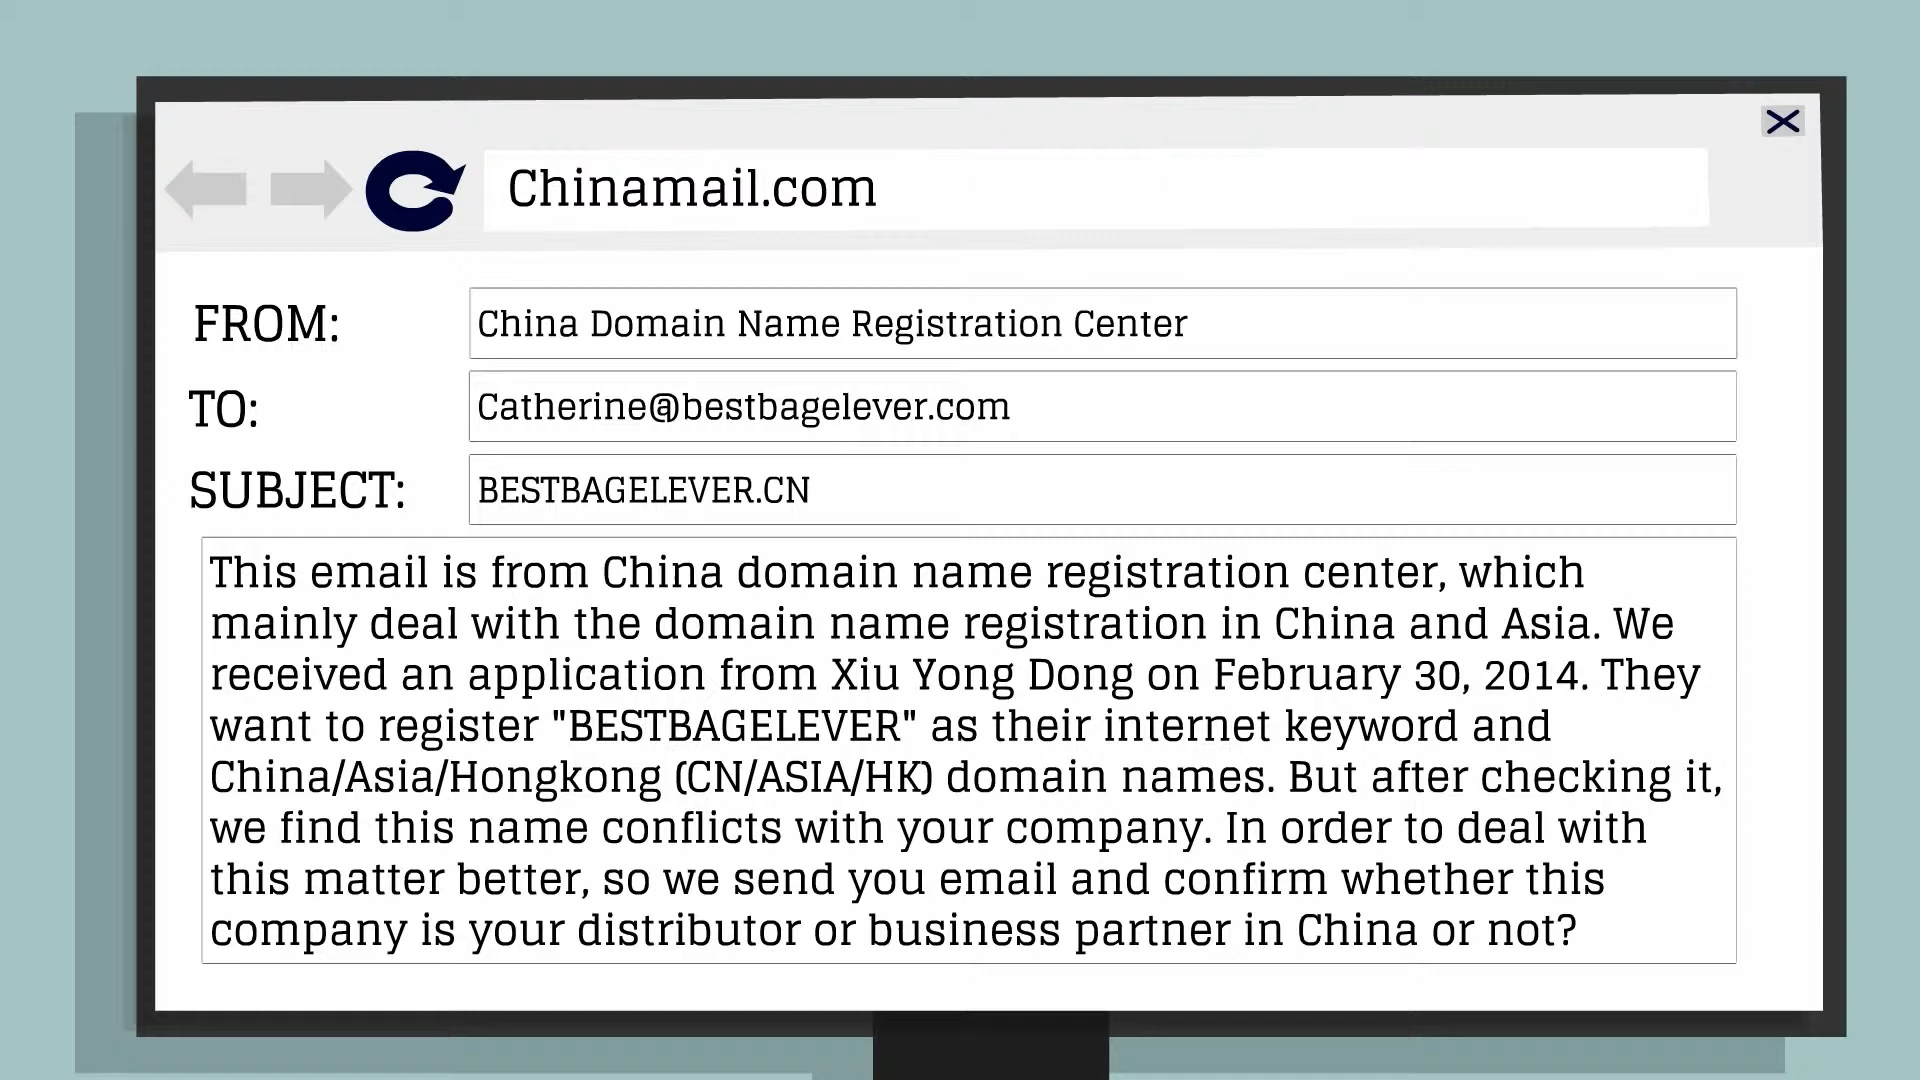 Chinamail.com
FROM: China Domain Name Registration Center
TO: Catherine@bestbagelever.com
SUBJECT: BESTBAGELEVER.CN
This email is from China domain name registration center, which
mainly deal with the domain name registration in China and Asia. We
received an application from Xiu Yong Dong on February 30, 2014. They
want to register "BESTBAGELEVER" as their internet keyword and
China/Asia/Hongkong (CN/ASIA/HK) domain names. But after checking it,
we find this name conflicts with your company. In order to deal with
this matter better, so we send you email and confirm whether this
company is your distributor or business partner in China or not?